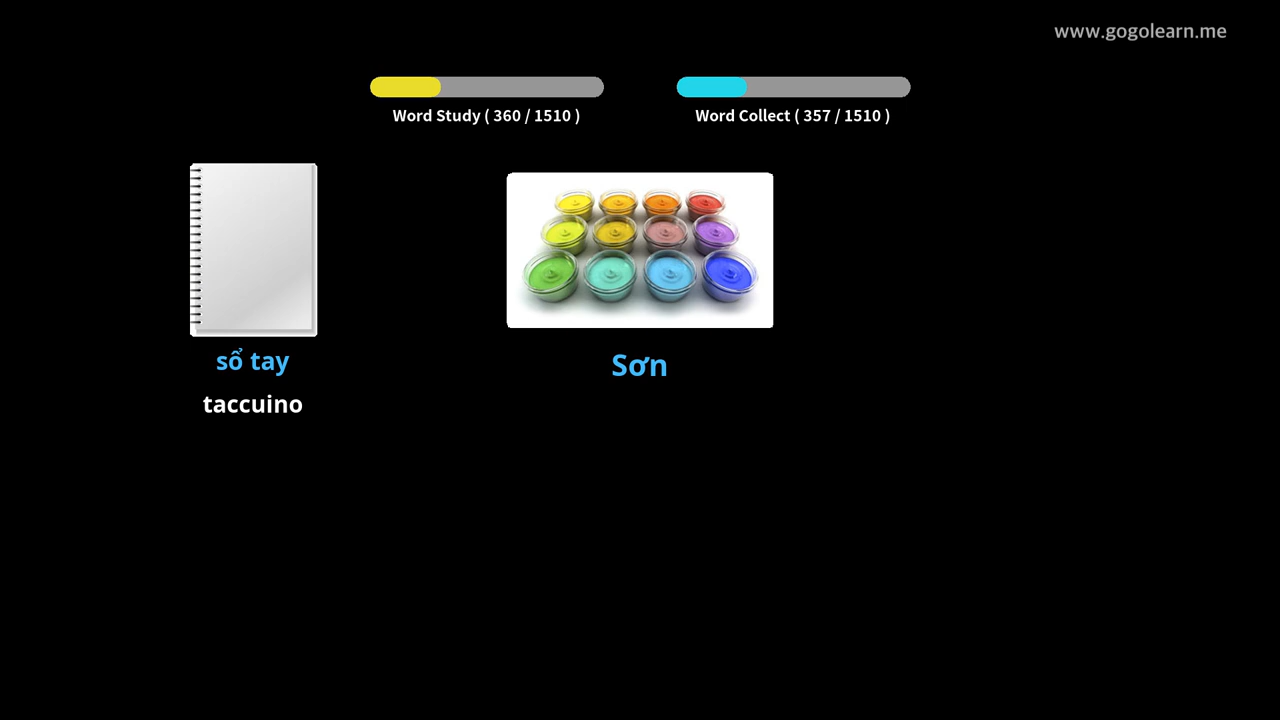 www.gogolearn.me
Word Study ( 360 / 1510 )
Word Collect ( 357 / 1510 )
sổ tay
taccuino
Sơn